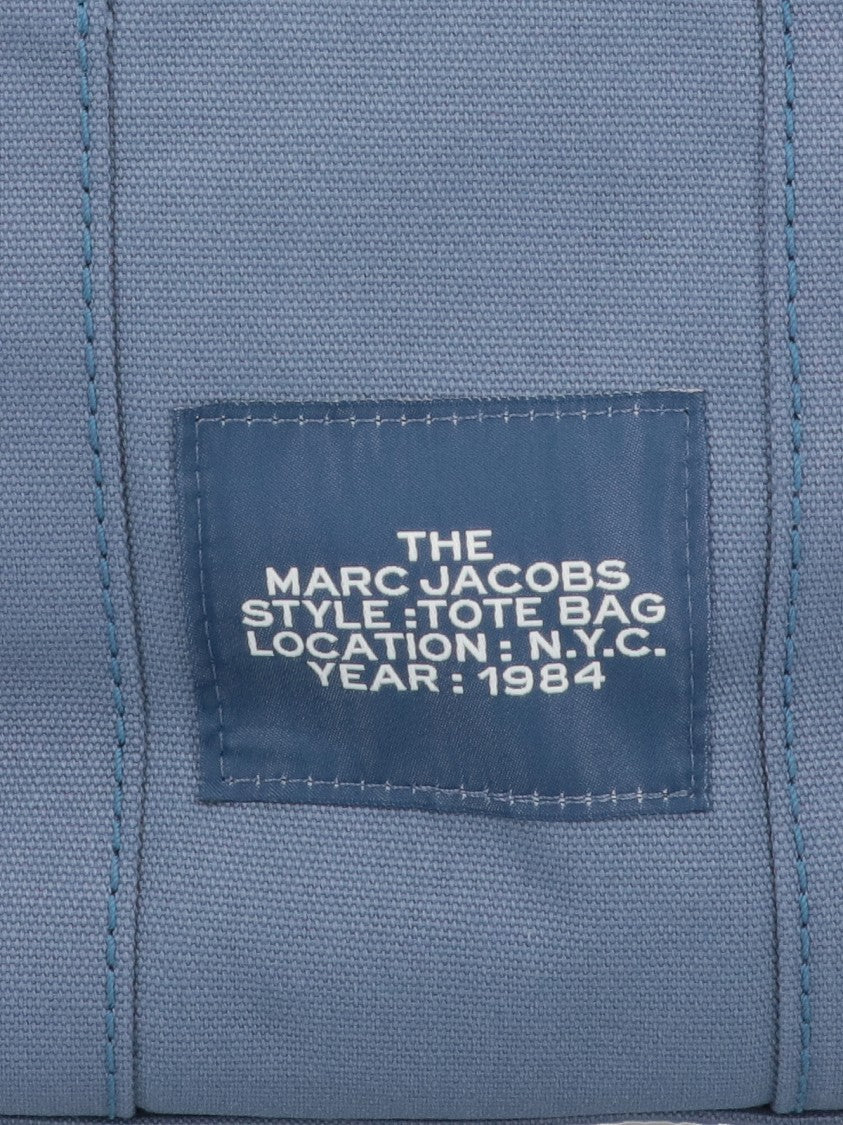 THE
MARC JACOBS
STYLE :TOTE BAG
LOCATION : N.Y.C.
YEAR : 1984